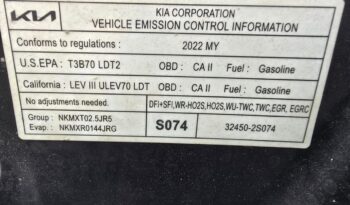 KIA
KIA CORPORATION
VEHICLE EMISSION CONTROL INFORMATION
Conforms to regulations : 2022 MY
U.S.EPA : T3B70 LDT2 OBD : CA II Fuel : Gasoline
California : LEV III ULEV70 LDT OBD : CA II Fuel : Gasoline
No adjustments needed. DFI+SFI,WR-HO2S,HO2S,WU-TWC,TWC,EGR, EGRC
Group : NKMXT02.5JR5 S074 32450-2S074
Evap: NKMXR0144JRG